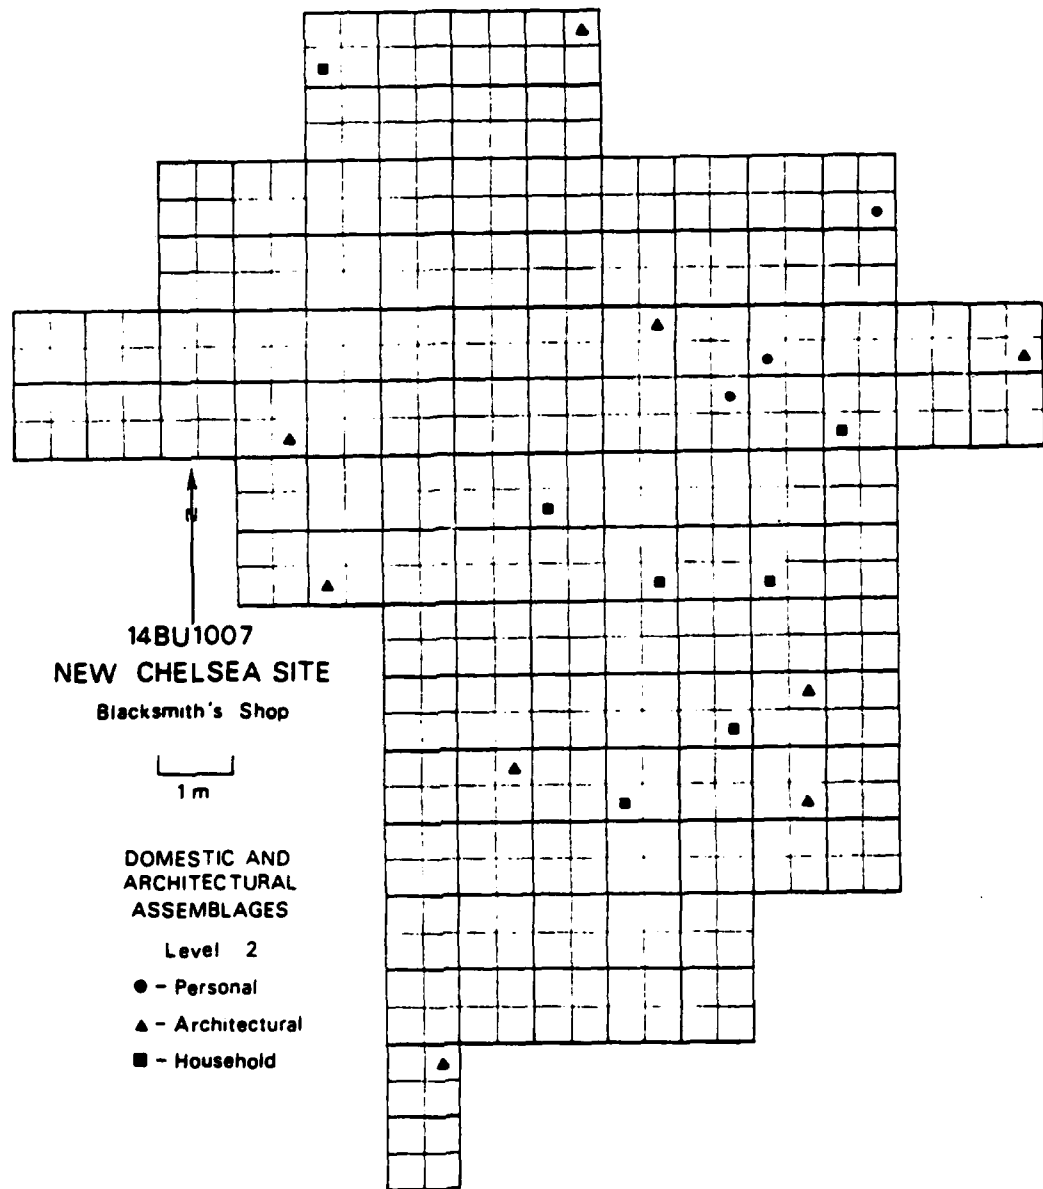 N
14BU1007
NEW CHELSEA SITE
Blacksmith's Shop
1 m
DOMESTIC AND
ARCHITECTURAL
ASSEMBLAGES
Level 2
● - Personal
▲ - Architectural
■ - Household